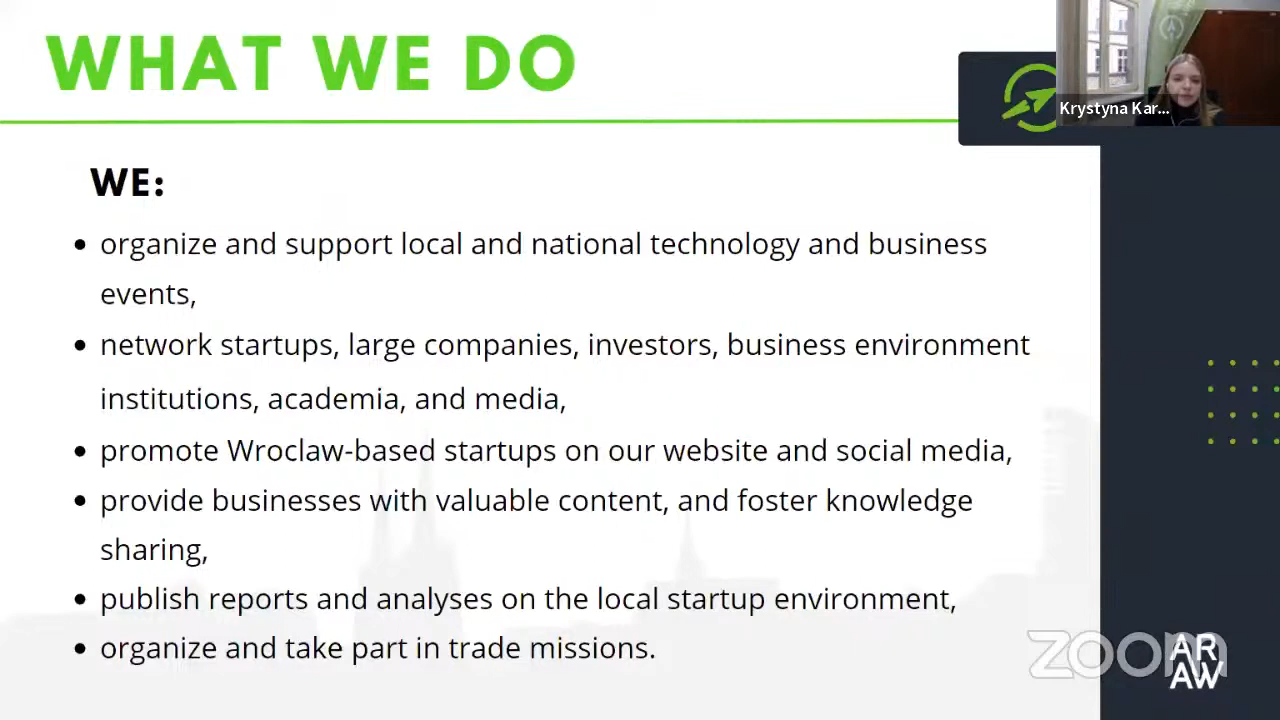 WHAT WE DO
Krystyna Kar...
WE:
• organize and support local and national technology and business
events,
• network startups, large companies, investors, business environment
institutions, academia, and media,
• promote Wroclaw-based startups on our website and social media,
• provide businesses with valuable content, and foster knowledge
sharing,
• publish reports and analyses on the local startup environment,
• organize and take part in trade missions.
zoom
AR
AW